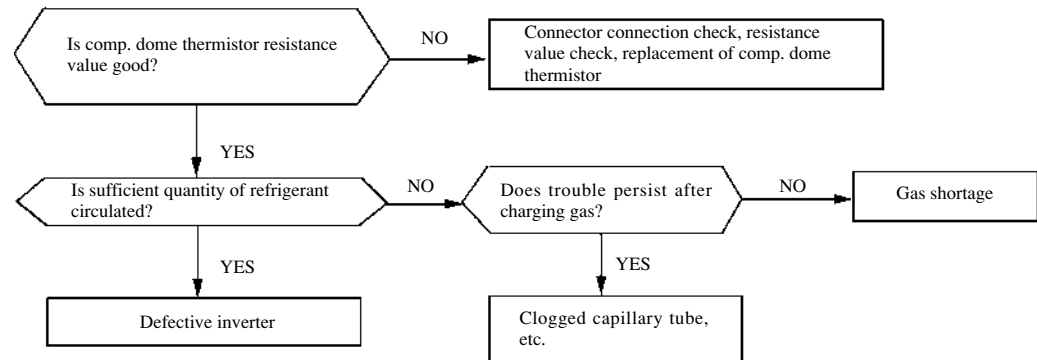 Is comp. dome thermistor resistance
value good?
NO
Connector connection check, resistance
value check, replacement of comp. dome
thermistor
YES
Is sufficient quantity of refrigerant
circulated?
NO
Does trouble persist after
charging gas?
NO
Gas shortage
YES
YES
Defective inverter
Clogged capillary tube,
etc.